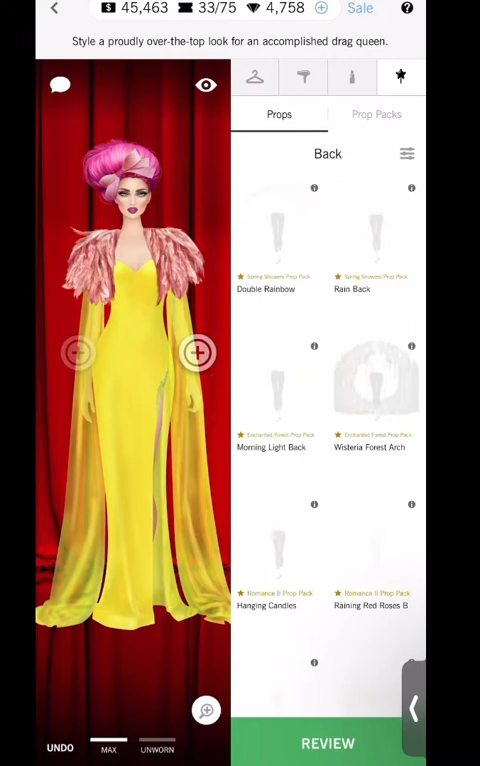 45,463 33/75 4,758 Sale
Style a proudly over-the-top look for an accomplished drag queen.
Props Prop Packs
Back
Spring Showers Prop Pack
Double Rainbow
Spring Showers Prop Pack
Rain Back
Enchanted Forest Prop Pack
Morning Light Back
Enchanted Forest Prop Pack
Wisteria Forest Arch
Romance II Prop Pack
Hanging Candles
Romance II Prop Pack
Raining Red Roses B
UNDO MAX UNWORN
REVIEW